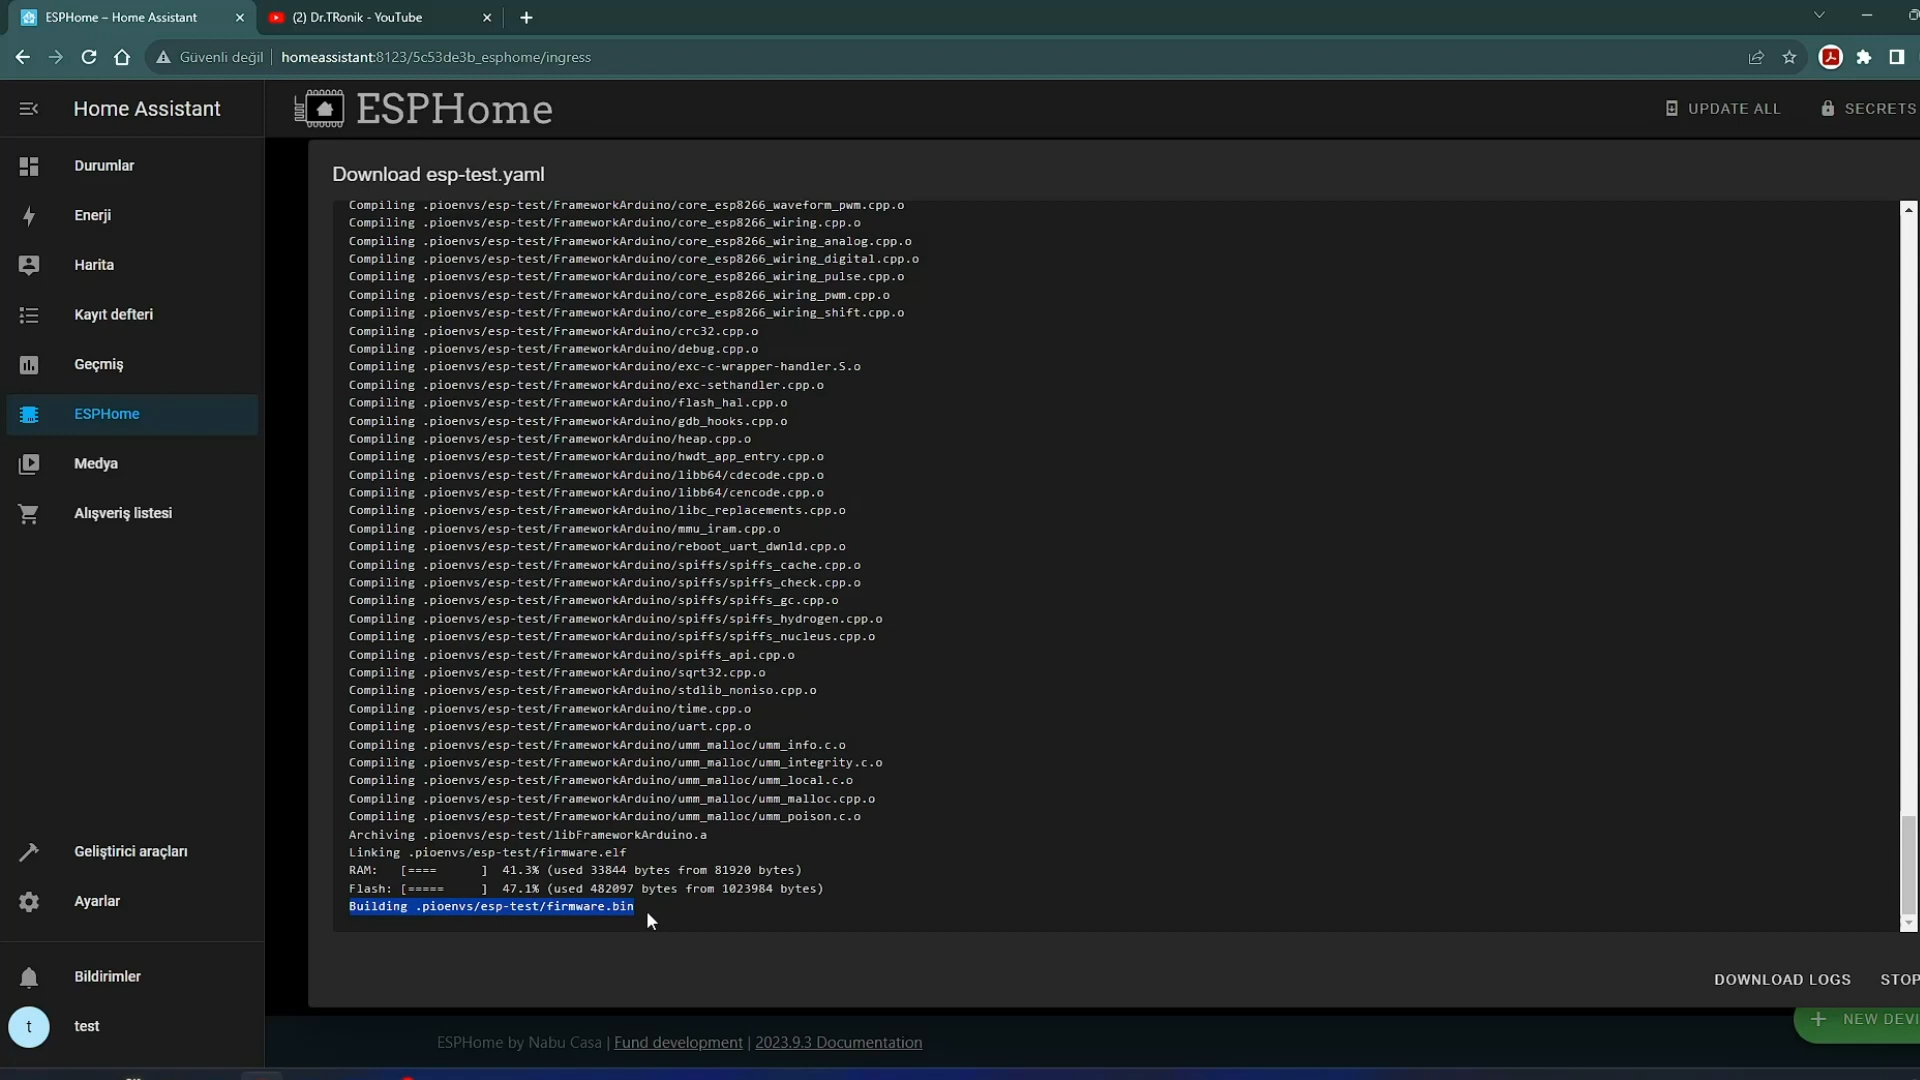 ESPHome – Home Assistant
(2) Dr.TRonik - YouTube
Güvenli değil
homeassistant:8123/5c53de3b_esphome/ingress
Home Assistant
ESPHome
UPDATE ALL
SECRETS
Durumlar
Enerji
Harita
Kayıt defteri
Geçmiş
ESPHome
Medya
Alışveriş listesi
Geliştirici araçları
Ayarlar
Bildirimler
t
test
Download esp-test.yaml
Compiling .pioenvs/esp-test/FrameworkArduino/core_esp8266_waveform_pwm.cpp.o
Compiling .pioenvs/esp-test/FrameworkArduino/core_esp8266_wiring.cpp.o
Compiling .pioenvs/esp-test/FrameworkArduino/core_esp8266_wiring_analog.cpp.o
Compiling .pioenvs/esp-test/FrameworkArduino/core_esp8266_wiring_digital.cpp.o
Compiling .pioenvs/esp-test/FrameworkArduino/core_esp8266_wiring_pulse.cpp.o
Compiling .pioenvs/esp-test/FrameworkArduino/core_esp8266_wiring_pwm.cpp.o
Compiling .pioenvs/esp-test/FrameworkArduino/core_esp8266_wiring_shift.cpp.o
Compiling .pioenvs/esp-test/FrameworkArduino/crc32.cpp.o
Compiling .pioenvs/esp-test/FrameworkArduino/debug.cpp.o
Compiling .pioenvs/esp-test/FrameworkArduino/exc-c-wrapper-handler.S.o
Compiling .pioenvs/esp-test/FrameworkArduino/exc-sethandler.cpp.o
Compiling .pioenvs/esp-test/FrameworkArduino/flash_hal.cpp.o
Compiling .pioenvs/esp-test/FrameworkArduino/gdb_hooks.cpp.o
Compiling .pioenvs/esp-test/FrameworkArduino/heap.cpp.o
Compiling .pioenvs/esp-test/FrameworkArduino/hwdt_app_entry.cpp.o
Compiling .pioenvs/esp-test/FrameworkArduino/libb64/cdecode.cpp.o
Compiling .pioenvs/esp-test/FrameworkArduino/libb64/cencode.cpp.o
Compiling .pioenvs/esp-test/FrameworkArduino/libc_replacements.cpp.o
Compiling .pioenvs/esp-test/FrameworkArduino/mmu_iram.cpp.o
Compiling .pioenvs/esp-test/FrameworkArduino/reboot_uart_dwnld.cpp.o
Compiling .pioenvs/esp-test/FrameworkArduino/spiffs/spiffs_cache.cpp.o
Compiling .pioenvs/esp-test/FrameworkArduino/spiffs/spiffs_check.cpp.o
Compiling .pioenvs/esp-test/FrameworkArduino/spiffs/spiffs_gc.cpp.o
Compiling .pioenvs/esp-test/FrameworkArduino/spiffs/spiffs_hydrogen.cpp.o
Compiling .pioenvs/esp-test/FrameworkArduino/spiffs/spiffs_nucleus.cpp.o
Compiling .pioenvs/esp-test/FrameworkArduino/spiffs_api.cpp.o
Compiling .pioenvs/esp-test/FrameworkArduino/sqrt32.cpp.o
Compiling .pioenvs/esp-test/FrameworkArduino/stdlib_noniso.cpp.o
Compiling .pioenvs/esp-test/FrameworkArduino/time.cpp.o
Compiling .pioenvs/esp-test/FrameworkArduino/uart.cpp.o
Compiling .pioenvs/esp-test/FrameworkArduino/umm_malloc/umm_info.c.o
Compiling .pioenvs/esp-test/FrameworkArduino/umm_malloc/umm_integrity.c.o
Compiling .pioenvs/esp-test/FrameworkArduino/umm_malloc/umm_local.c.o
Compiling .pioenvs/esp-test/FrameworkArduino/umm_malloc/umm_malloc.cpp.o
Compiling .pioenvs/esp-test/FrameworkArduino/umm_malloc/umm_poison.c.o
Archiving .pioenvs/esp-test/libFrameworkArduino.a
Linking .pioenvs/esp-test/firmware.elf
RAM:   [====      ]  41.3% (used 33844 bytes from 81920 bytes)
Flash: [=====     ]  47.1% (used 482097 bytes from 1023984 bytes)
Building .pioenvs/esp-test/firmware.bin
DOWNLOAD LOGS
STOP
NEW DEVI
ESPHome by Nabu Casa | Fund development | 2023.9.3 Documentation